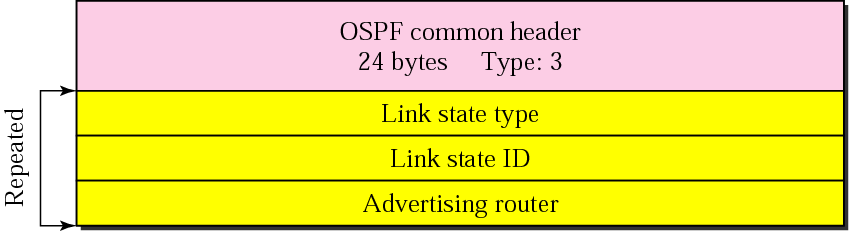 OSPF common header
24 bytes Type: 3
Repeated
Link state type
Link state ID
Advertising router